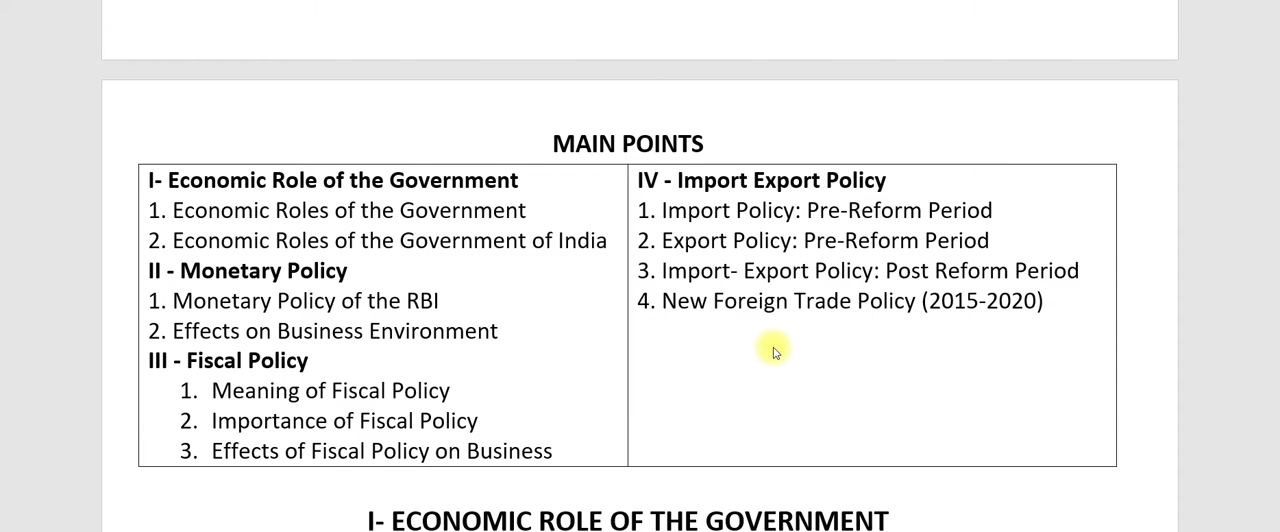 MAIN POINTS
I- Economic Role of the Government
1. Economic Roles of the Government
2. Economic Roles of the Government of India
II - Monetary Policy
1. Monetary Policy of the RBI
2. Effects on Business Environment
III - Fiscal Policy
1. Meaning of Fiscal Policy
2. Importance of Fiscal Policy
3. Effects of Fiscal Policy on Business
IV - Import Export Policy
1. Import Policy: Pre-Reform Period
2. Export Policy: Pre-Reform Period
3. Import- Export Policy: Post Reform Period
4. New Foreign Trade Policy (2015-2020)
I- ECONOMIC ROLE OF THE GOVERNMENT